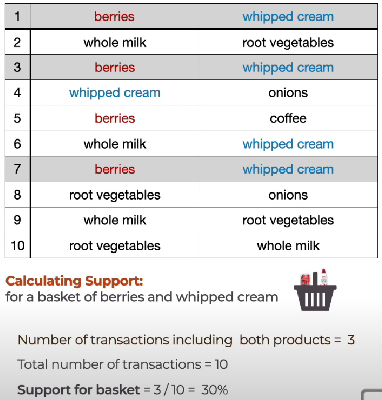 1 berries whipped cream
2 whole milk root vegetables
3 berries whipped cream
4 whipped cream onions
5 berries coffee
6 whole milk whipped cream
7 berries whipped cream
8 root vegetables onions
9 whole milk root vegetables
10 root vegetables whole milk
Calculating Support:
for a basket of berries and whipped cream
Number of transactions including both products = 3
Total number of transactions = 10
Support for basket = 3 / 10 = 30%